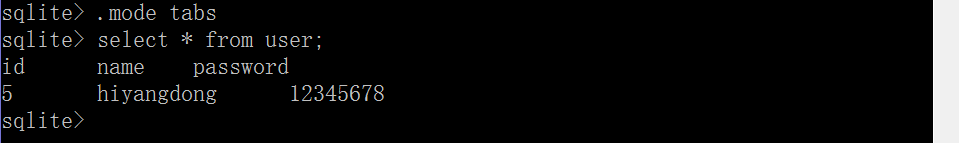 sqlite> .mode tabs
sqlite> select * from user;
id	name	password
5	hiyangdong	12345678
sqlite>